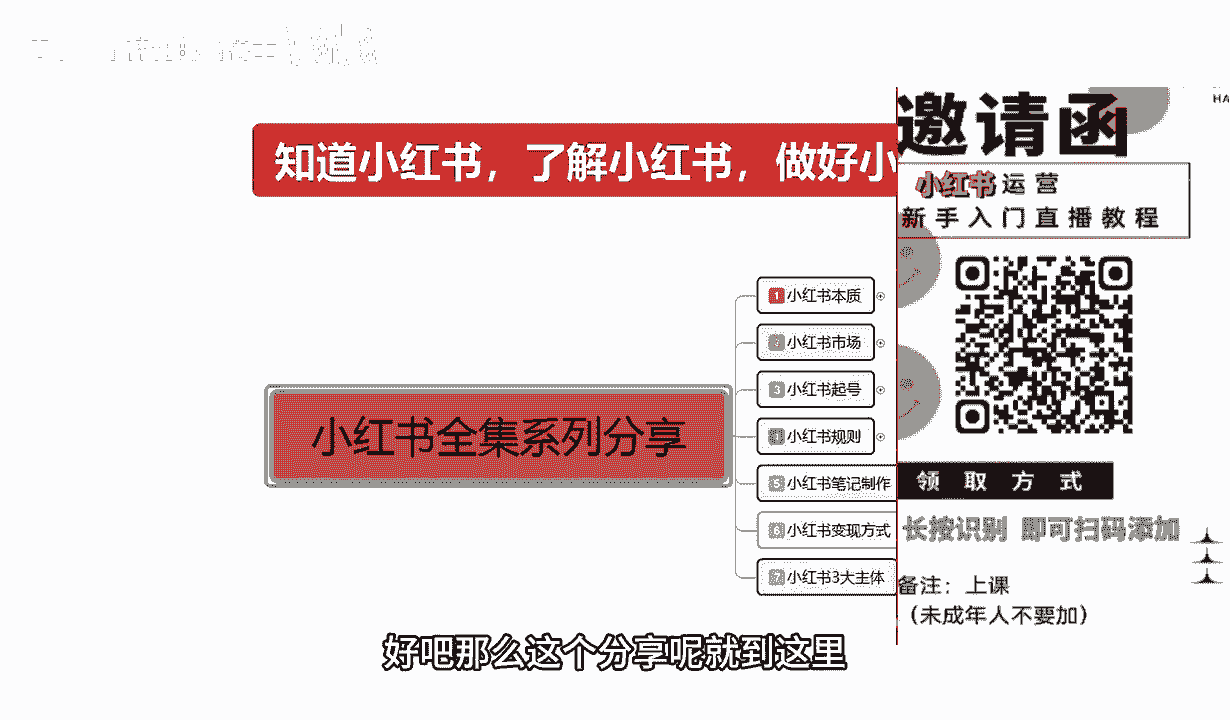 知道小红书，了解小红书，做好小
小红书全集系列分享
1 小红书本质
2 小红书市场
3 小红书起号
4 小红书规则
5 小红书笔记制作
6 小红书变现方式
7 小红书3大主体
HA
邀请函
小红书运营
新手入门直播教程
领取方式
长按识别 即可扫码添加
备注：上课
（未成年人不要加）
好吧那么这个分享呢就到这里